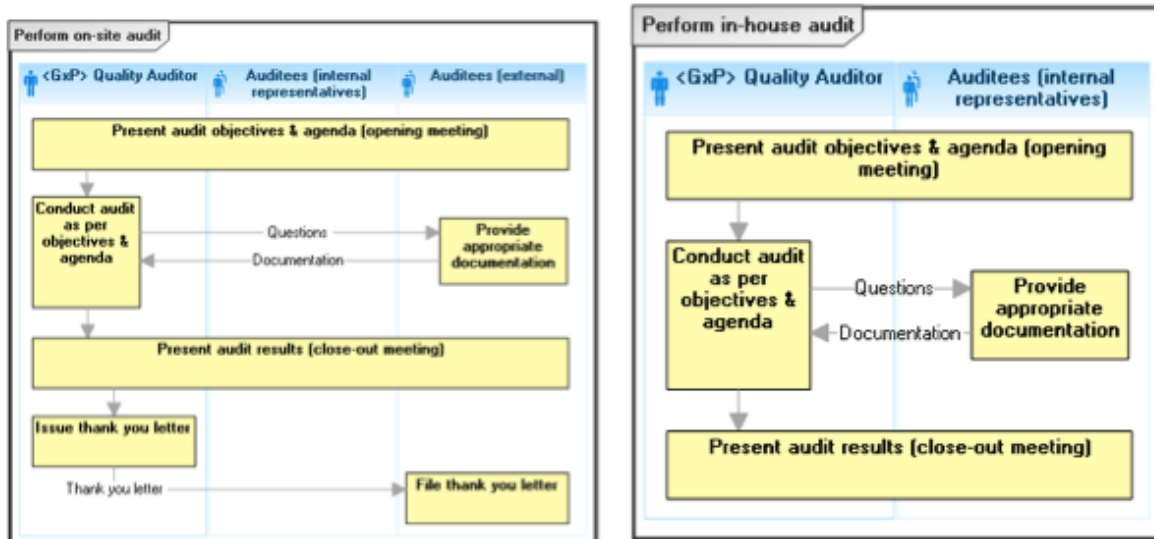 Perform on-site audit
<GxP> Quality Auditor
Auditees (internal
representatives)
Auditees (external)
Present audit objectives & agenda (opening meeting)
Conduct audit
as per
objectives &
agenda
Questions
Documentation
Provide
appropriate
documentation
Present audit results (close-out meeting)
Issue thank you letter
Thank you letter
File thank you letter
Perform in-house audit
<GxP> Quality Auditor
Auditees (internal
representatives)
Present audit objectives & agenda (opening
meeting)
Conduct audit
as per
objectives &
agenda
Questions
Documentation
Provide
appropriate
documentation
Present audit results (close-out meeting)